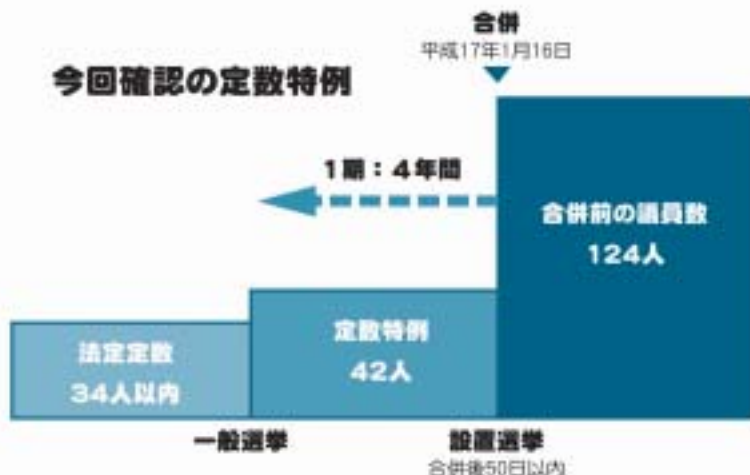 合併
平成17年1月16日
今回確認の定数特例
1期：4年間
合併前の議員数
124人
定数特例
42人
法定定数
34人以内
一般選挙
設置選挙
合併後50日以内